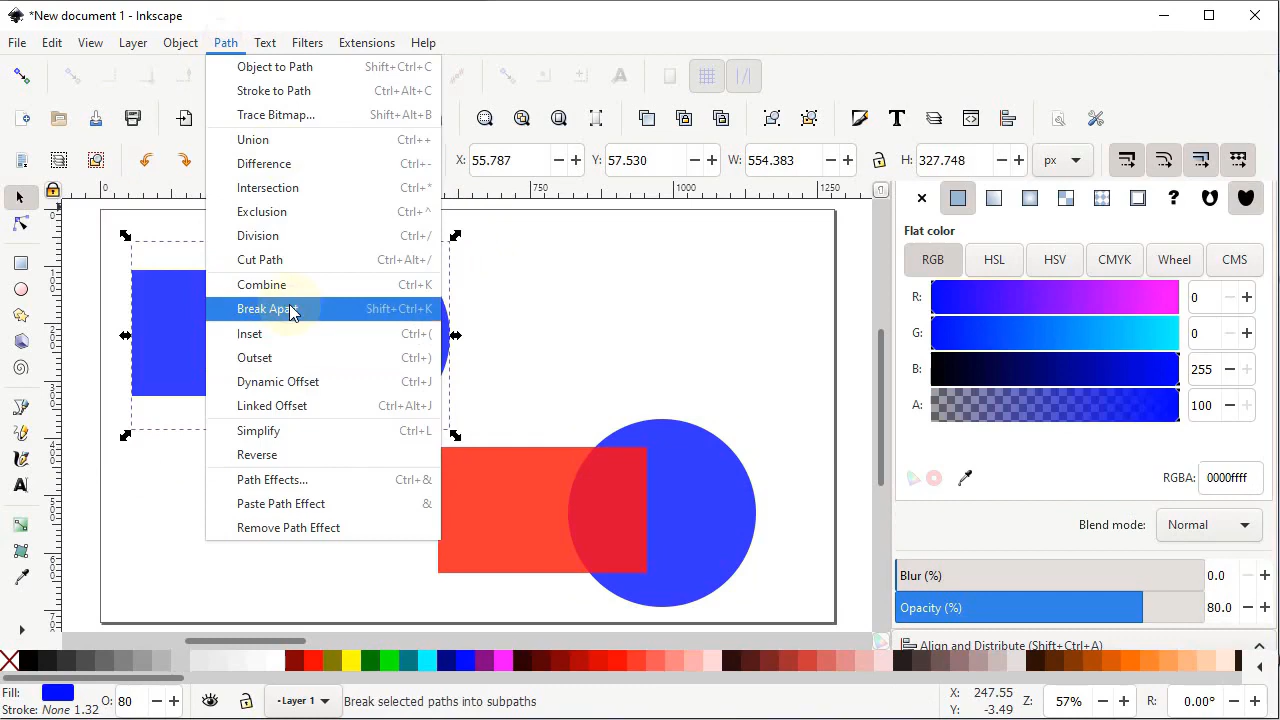 *New document 1 - Inkscape
File Edit View Layer Object Path Text Filters Extensions Help
Object to Path Shift+Ctrl+C
Stroke to Path Ctrl+Alt+C
Trace Bitmap... Shift+Alt+B
Union Ctrl++
Difference Ctrl+-
Intersection Ctrl+*
Exclusion Ctrl+^
Division Ctrl+/
Cut Path Ctrl+Alt+/
Combine Ctrl+K
Break Apart Shift+Ctrl+K
Inset Ctrl+(
Outset Ctrl+)
Dynamic Offset Ctrl+J
Linked Offset Ctrl+Alt+J
Simplify Ctrl+L
Reverse
Path Effects... Ctrl+&
Paste Path Effect &
Remove Path Effect
X: 55.787 Y: 57.530 W: 554.383 H: 327.748 px
0 750 1000 1250
Flat color
RGB HSL HSV CMYK Wheel CMS
R: 0
G: 0
B: 255
A: 100
RGBA: 0000ffff
Blend mode: Normal
Blur (%) 0.0
Opacity (%) 80.0
Align and Distribute (Shift+Ctrl+A)
Fill:
Stroke: None 1.32
O: 80
Layer 1
Break selected paths into subpaths
X: 247.55
Y: -3.49
Z: 57%
R: 0.00°